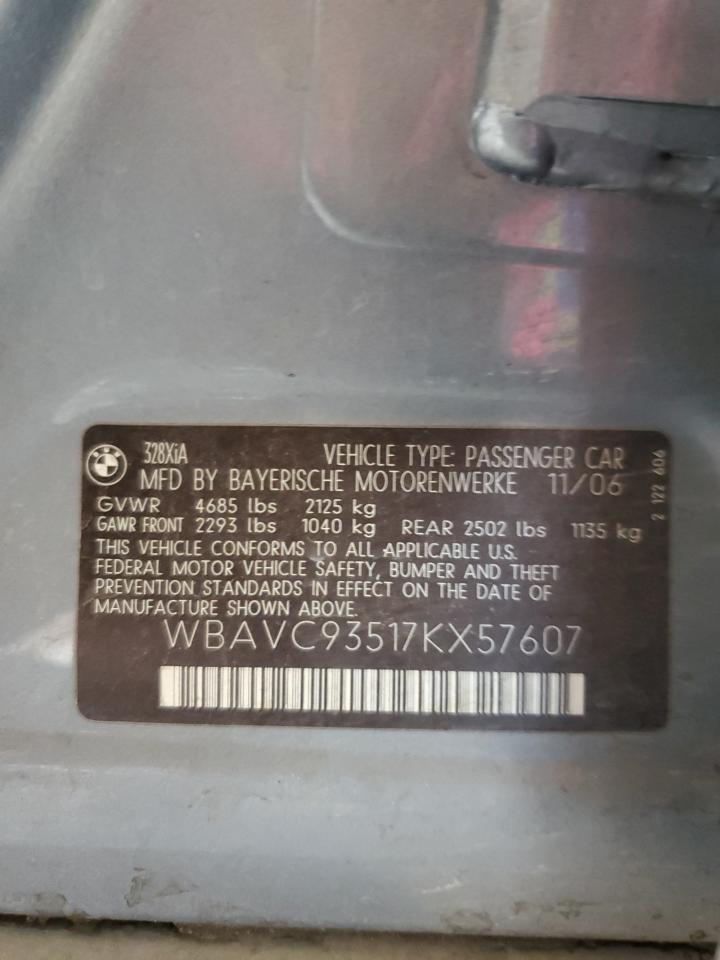 328XiA VEHICLE TYPE: PASSENGER CAR
MFD BY BAYERISCHE MOTORENWERKE 11/06
GVWR 4685 lbs 2125 kg
GAWR FRONT 2293 lbs 1040 kg REAR 2502 lbs 1135 kg
THIS VEHICLE CONFORMS TO ALL APPLICABLE U.S.
FEDERAL MOTOR VEHICLE SAFETY, BUMPER AND THEFT
PREVENTION STANDARDS IN EFFECT ON THE DATE OF
MANUFACTURE SHOWN ABOVE.
WBAVC93517KX57607
2 122 606